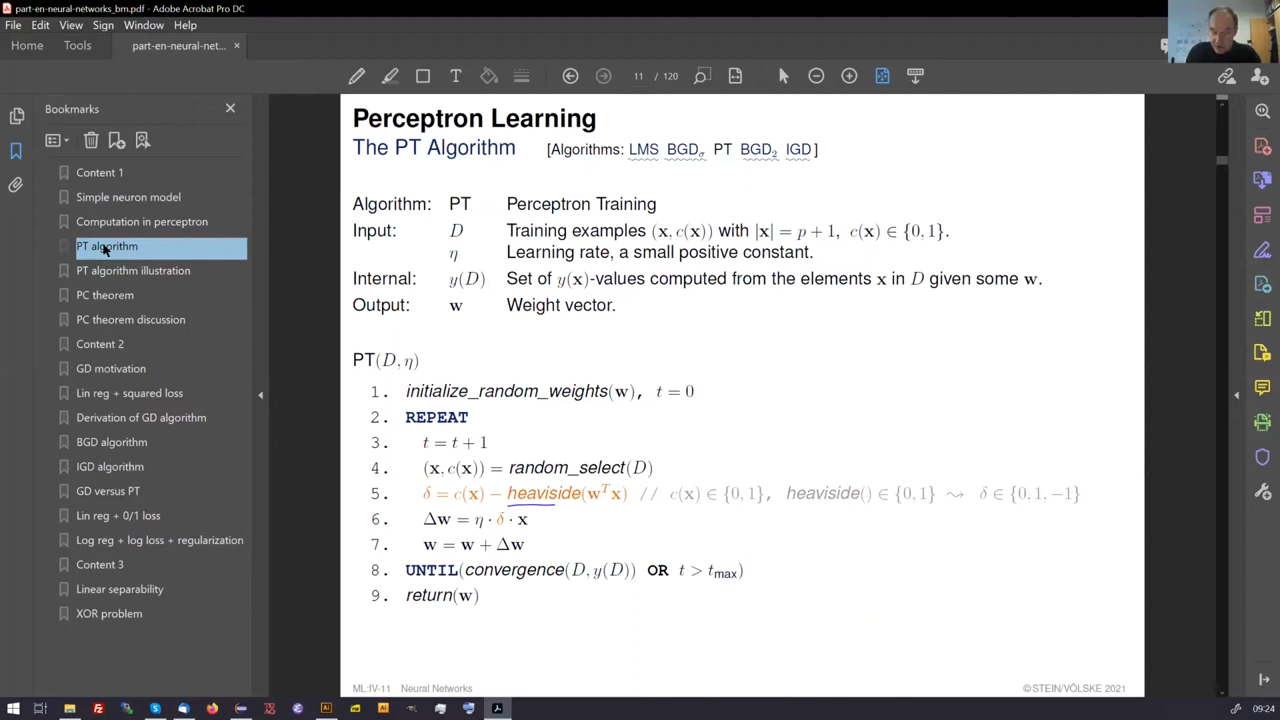 part-en-neural-networks_bm.pdf - Adobe Acrobat Pro DC
File Edit View Sign Window Help
Home Tools part-en-neural-net... ×
11 / 120
Bookmarks
Content 1
Simple neuron model
Computation in perceptron
PT algorithm
PT algorithm illustration
PC theorem
PC theorem discussion
Content 2
GD motivation
Lin reg + squared loss
Derivation of GD algorithm
BGD algorithm
IGD algorithm
GD versus PT
Lin reg + 0/1 loss
Log reg + log loss + regularization
Content 3
Linear separability
XOR problem
Perceptron Learning
The PT Algorithm [Algorithms: LMS BGDσ PT BGD₂ IGD]
Algorithm: PT Perceptron Training
Input: D Training examples (x, c(x)) with |x| = p + 1, c(x) ∈ {0, 1}.
η Learning rate, a small positive constant.
Internal: y(D) Set of y(x)-values computed from the elements x in D given some w.
Output: w Weight vector.
PT(D, η)
1. initialize_random_weights(w), t = 0
2. REPEAT
3. t = t + 1
4. (x, c(x)) = random_select(D)
5. δ = c(x) − heaviside(wᵀx) // c(x) ∈ {0, 1}, heaviside() ∈ {0, 1} ⇝ δ ∈ {0, 1, −1}
6. Δw = η · δ · x
7. w = w + Δw
8. UNTIL(convergence(D, y(D)) OR t > tmax)
9. return(w)
ML:IV-11 Neural Networks ©STEIN/VÖLSKE 2021
09:24